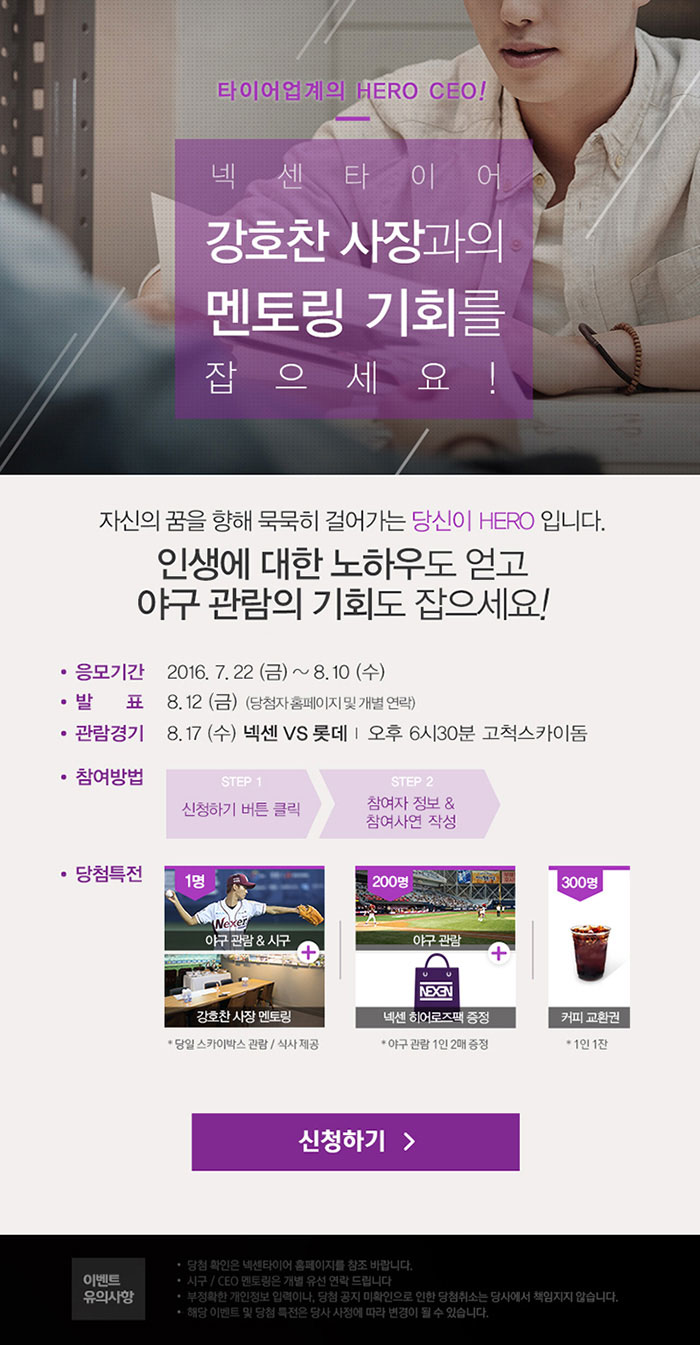 타이어업계의 HERO CEO!
넥센타이어
강호찬 사장과의
멘토링 기회를
잡으세요!
자신의 꿈을 향해 묵묵히 걸어가는 당신이 HERO 입니다.
인생에 대한 노하우도 얻고
야구 관람의 기회도 잡으세요!
• 응모기간 2016. 7. 22 (금) ~ 8. 10 (수)
• 발 표 8. 12 (금) (당첨자 홈페이지 및 개별 연락)
• 관람경기 8. 17 (수) 넥센 VS 롯데 | 오후 6시30분 고척스카이돔
• 참여방법
STEP 1
신청하기 버튼 클릭
STEP 2
참여자 정보 &
참여사연 작성
• 당첨특전
1명
Nexen
야구 관람 & 시구
+
강호찬 사장 멘토링
* 당일 스카이박스 관람 / 식사 제공
200명
야구 관람
+
NEXEN
넥센 히어로즈팩 증정
* 야구 관람 1인 2매 증정
300명
커피 교환권
* 1인 1잔
신청하기 >
이벤트
유의사항
• 당첨 확인은 넥센타이어 홈페이지를 참조 바랍니다.
• 시구 / CEO 멘토링은 개별 유선 연락 드립니다
• 부정확한 개인정보 입력이나, 당첨 공지 미확인으로 인한 당첨취소는 당사에서 책임지지 않습니다.
• 해당 이벤트 및 당첨 특전은 당사 사정에 따라 변경이 될 수 있습니다.